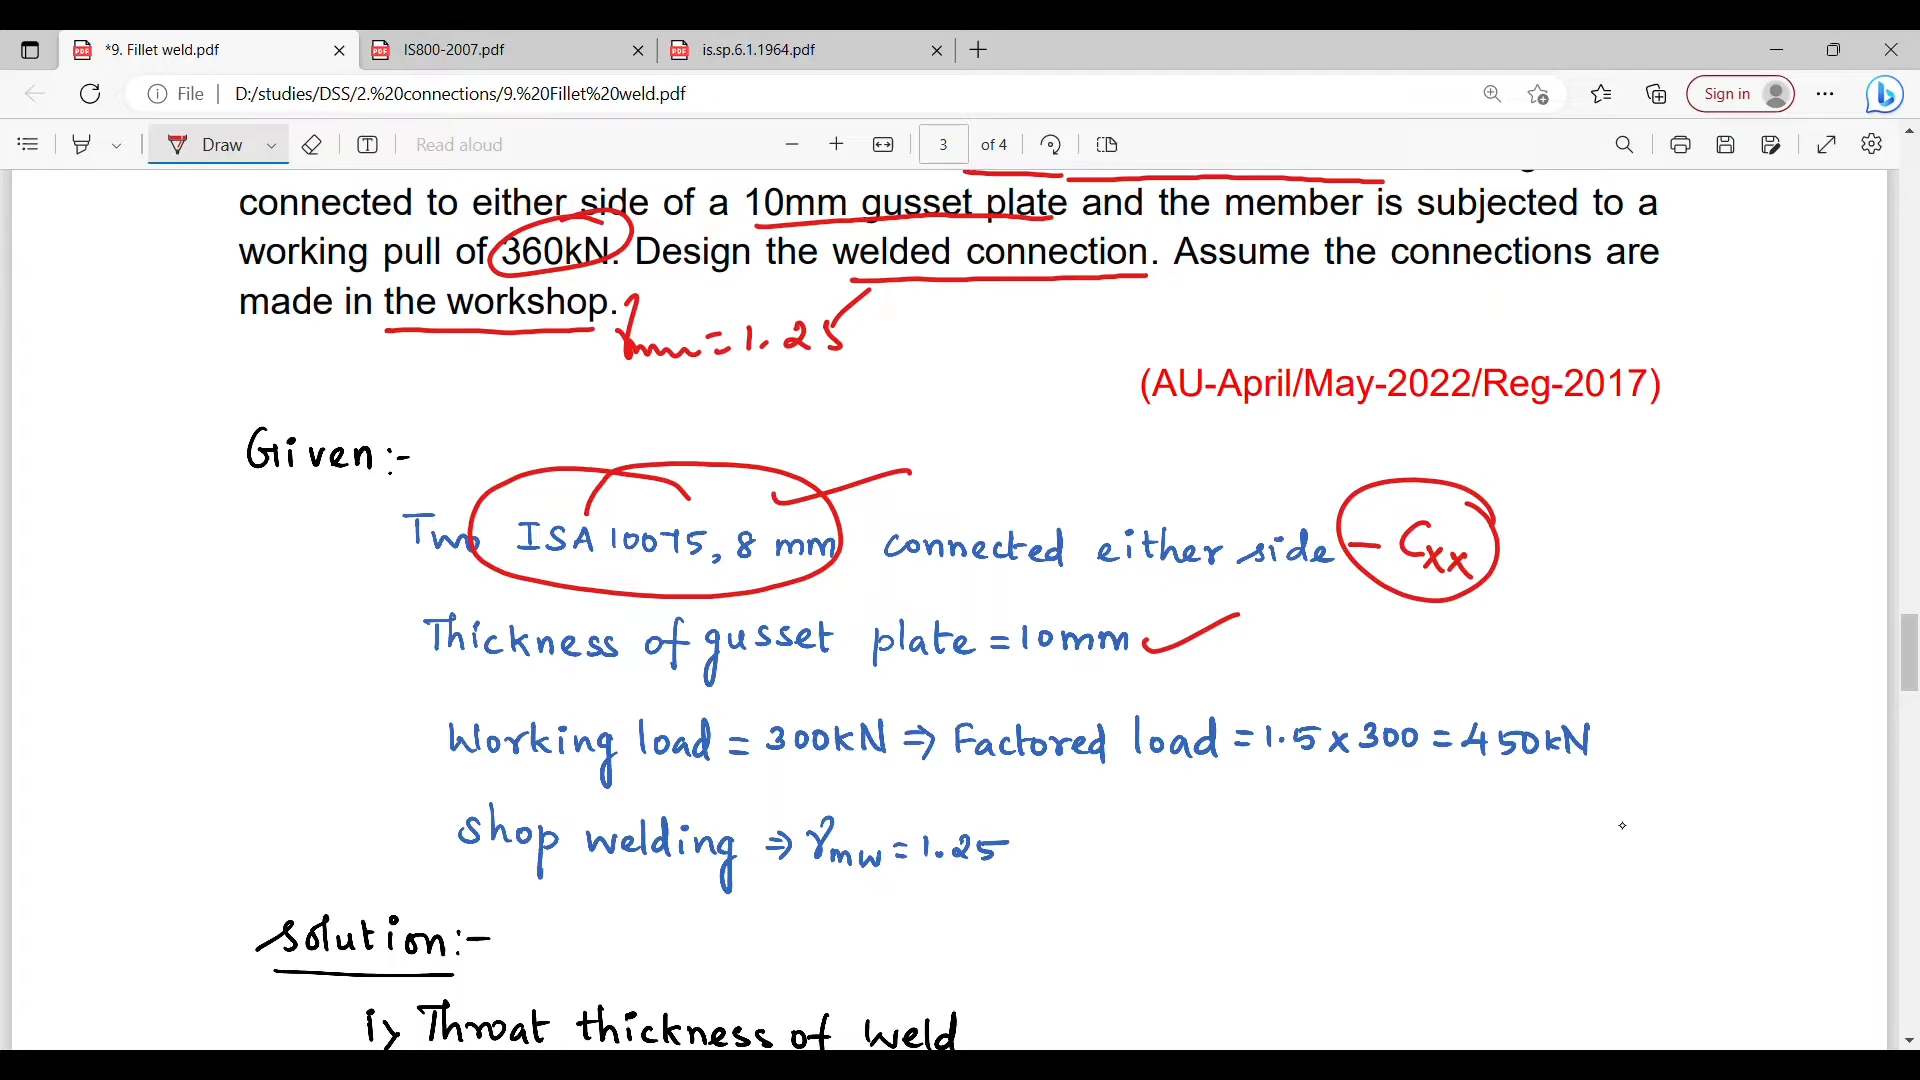 *9. Fillet weld.pdf
IS800-2007.pdf
is.sp.6.1.1964.pdf
File
D:/studies/DSS/2.%20connections/9.%20Fillet%20weld.pdf
Sign in
Draw
Read aloud
3 of 4
connected to either side of a 10mm gusset plate and the member is subjected to a
working pull of 360kN. Design the welded connection. Assume the connections are
made in the workshop.
γmw = 1.25
(AU-April/May-2022/Reg-2017)
Given :-
Two ISA 10075, 8 mm connected either side - Cxx
Thickness of gusset plate = 10mm
Working load = 300kN ⇒ Factored load = 1.5 x 300 = 450kN
shop welding ⇒ γmw = 1.25
solution :-
i) Throat thickness of weld